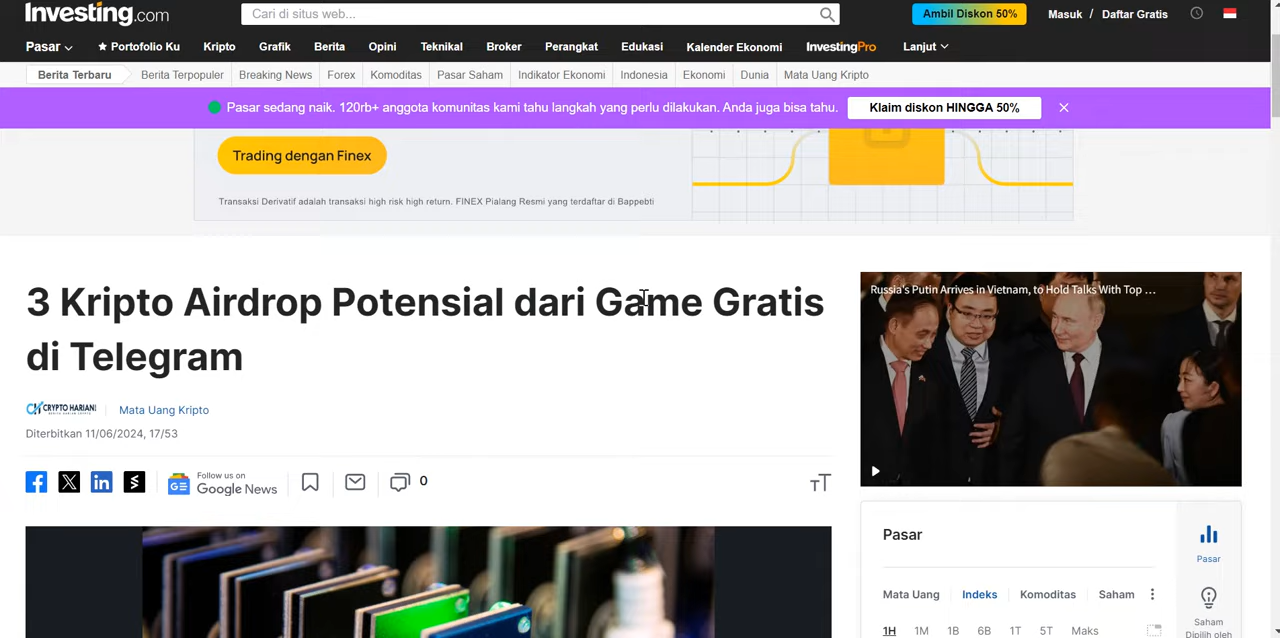 Investing.com
Cari di situs web...
Ambil Diskon 50%
Masuk / Daftar Gratis
Pasar
Portofolio Ku
Kripto
Grafik
Berita
Opini
Teknikal
Broker
Perangkat
Edukasi
Kalender Ekonomi
InvestingPro
Lanjut
Berita Terbaru
Berita Terpopuler
Breaking News
Forex
Komoditas
Pasar Saham
Indikator Ekonomi
Indonesia
Ekonomi
Dunia
Mata Uang Kripto
Pasar sedang naik. 120rb+ anggota komunitas kami tahu langkah yang perlu dilakukan. Anda juga bisa tahu.
Klaim diskon HINGGA 50%
Trading dengan Finex
Transaksi Derivatif adalah transaksi high risk high return. FINEX Pialang Resmi yang terdaftar di Bappebti
3 Kripto Airdrop Potensial dari Game Gratis
di Telegram
CRYPTO HARIAN
Mata Uang Kripto
Diterbitkan 11/06/2024, 17/53
Follow us on
Google News
0
Russia's Putin Arrives in Vietnam, to Hold Talks With Top ...
Pasar
Mata Uang
Indeks
Komoditas
Saham
1H
1M
1B
6B
1T
5T
Maks
Pasar
Saham
Dipilih oleh